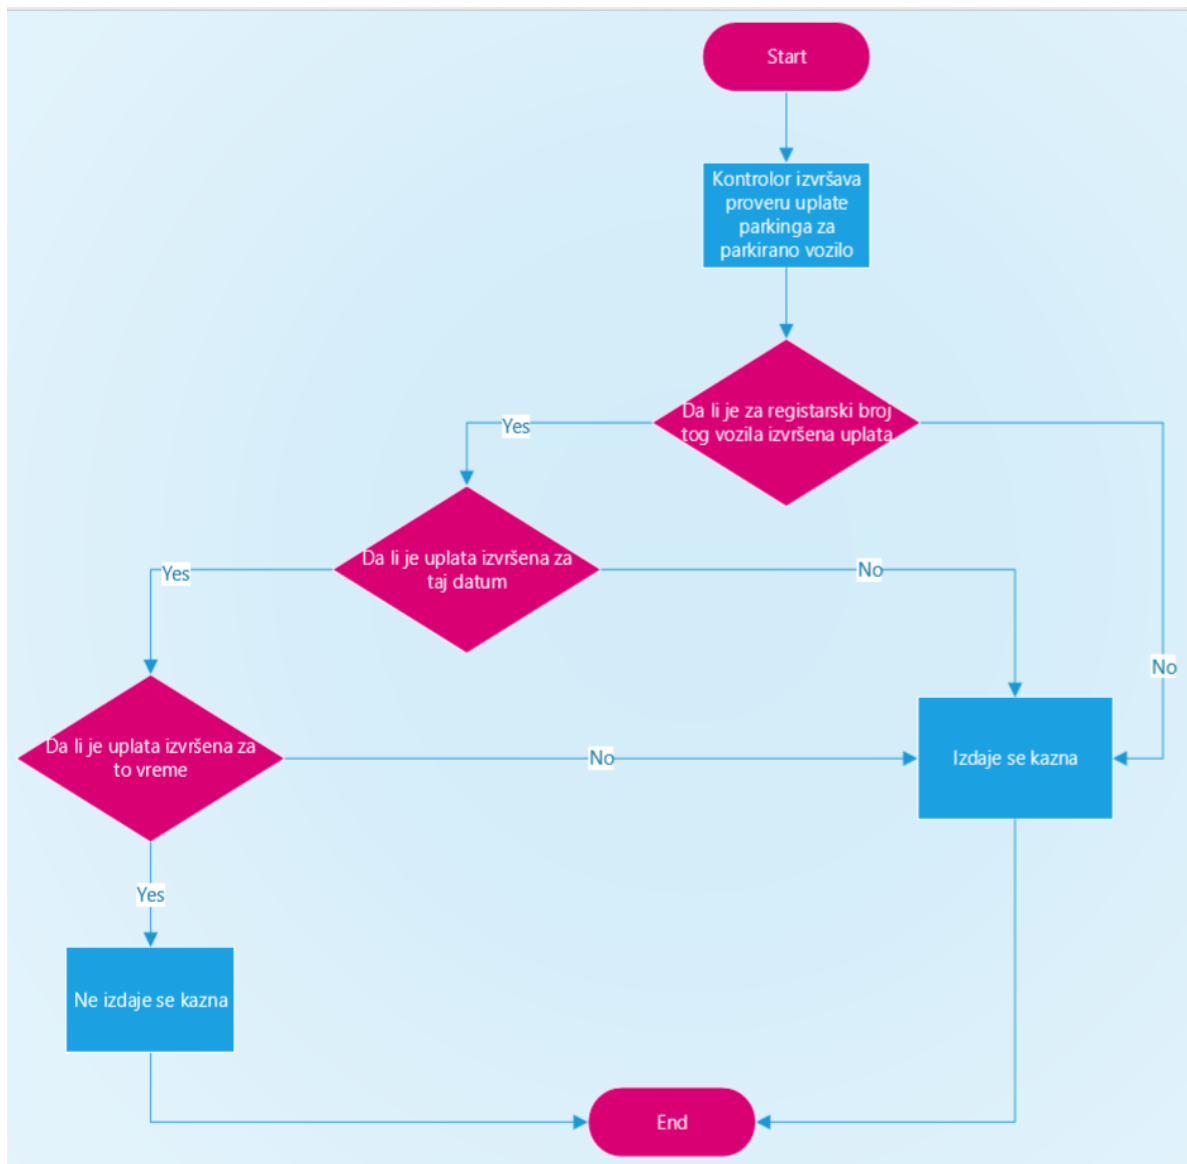 Start
Kontrolor izvršava
proveru uplate
parkinga za
parkirano vozilo
Da li je za registarski broj
tog vozila izvršena uplata
Yes
No
Da li je uplata izvršena za
taj datum
Yes
No
Da li je uplata izvršena za
to vreme
No
Izdaje se kazna
Yes
Ne izdaje se kazna
End